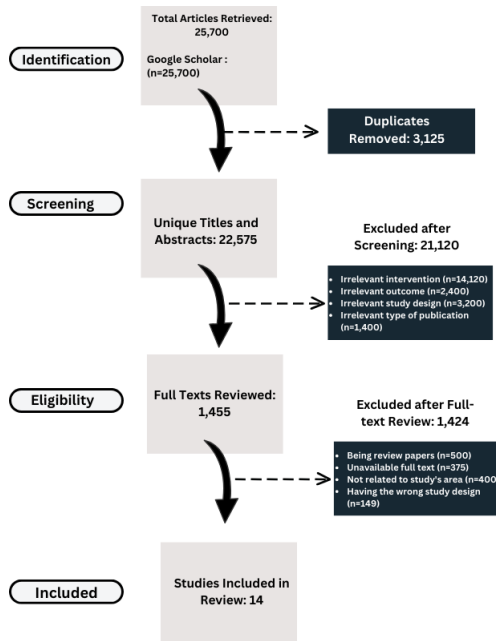 Total Articles Retrieved:
25,700
Google Scholar :
(n=25,700)
Identification
Duplicates
Removed: 3,125
Screening
Unique Titles and
Abstracts: 22,575
Excluded after
Screening: 21,120
• Irrelevant intervention (n=14,120)
• Irrelevant outcome (n=2,400)
• Irrelevant study design (n=3,200)
• Irrelevant type of publication
(n=1,400)
Eligibility
Full Texts Reviewed:
1,455
Excluded after Full-
text Review: 1,424
• Being review papers (n=500)
• Unavailable full text (n=375)
• Not related to study's area (n=400
• Having the wrong study design
(n=149)
Included
Studies Included in
Review: 14